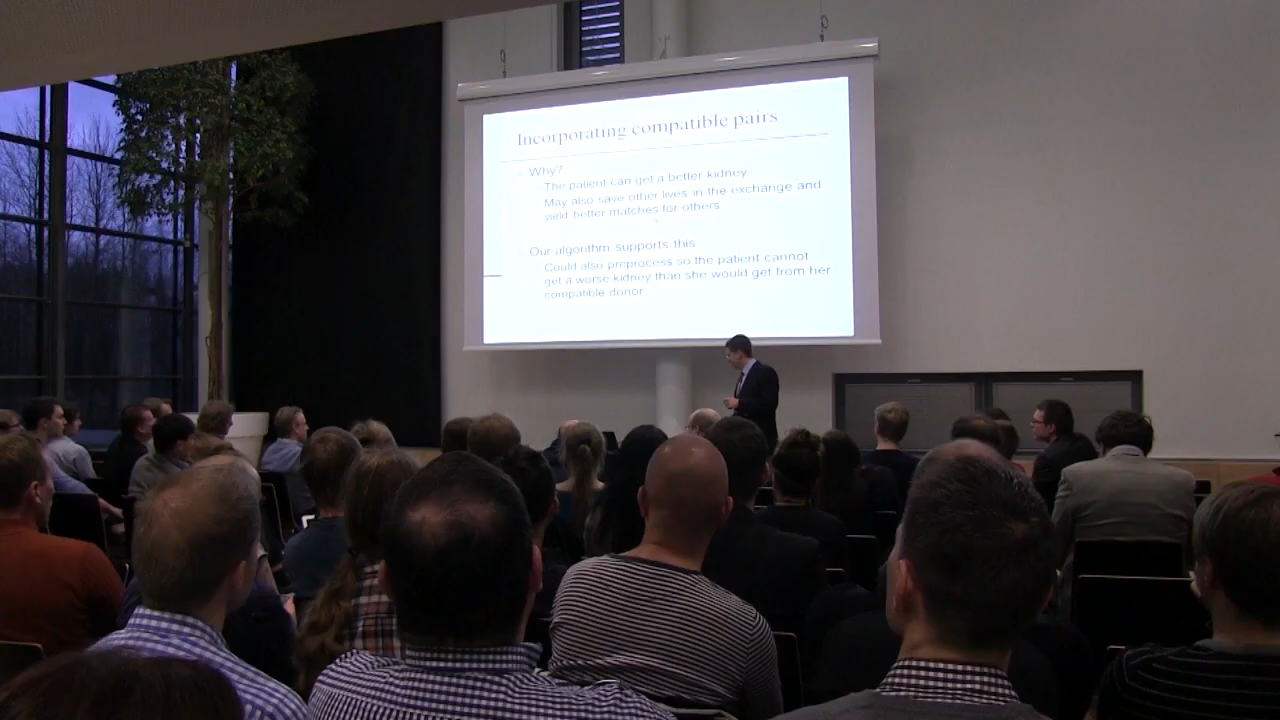 Incorporating compatible pairs
Why?
The patient can get a better kidney
May also save other lives in the exchange and
yield better matches for others
Our algorithm supports this
Could also preprocess so the patient cannot
get a worse kidney than she would get from her
compatible donor